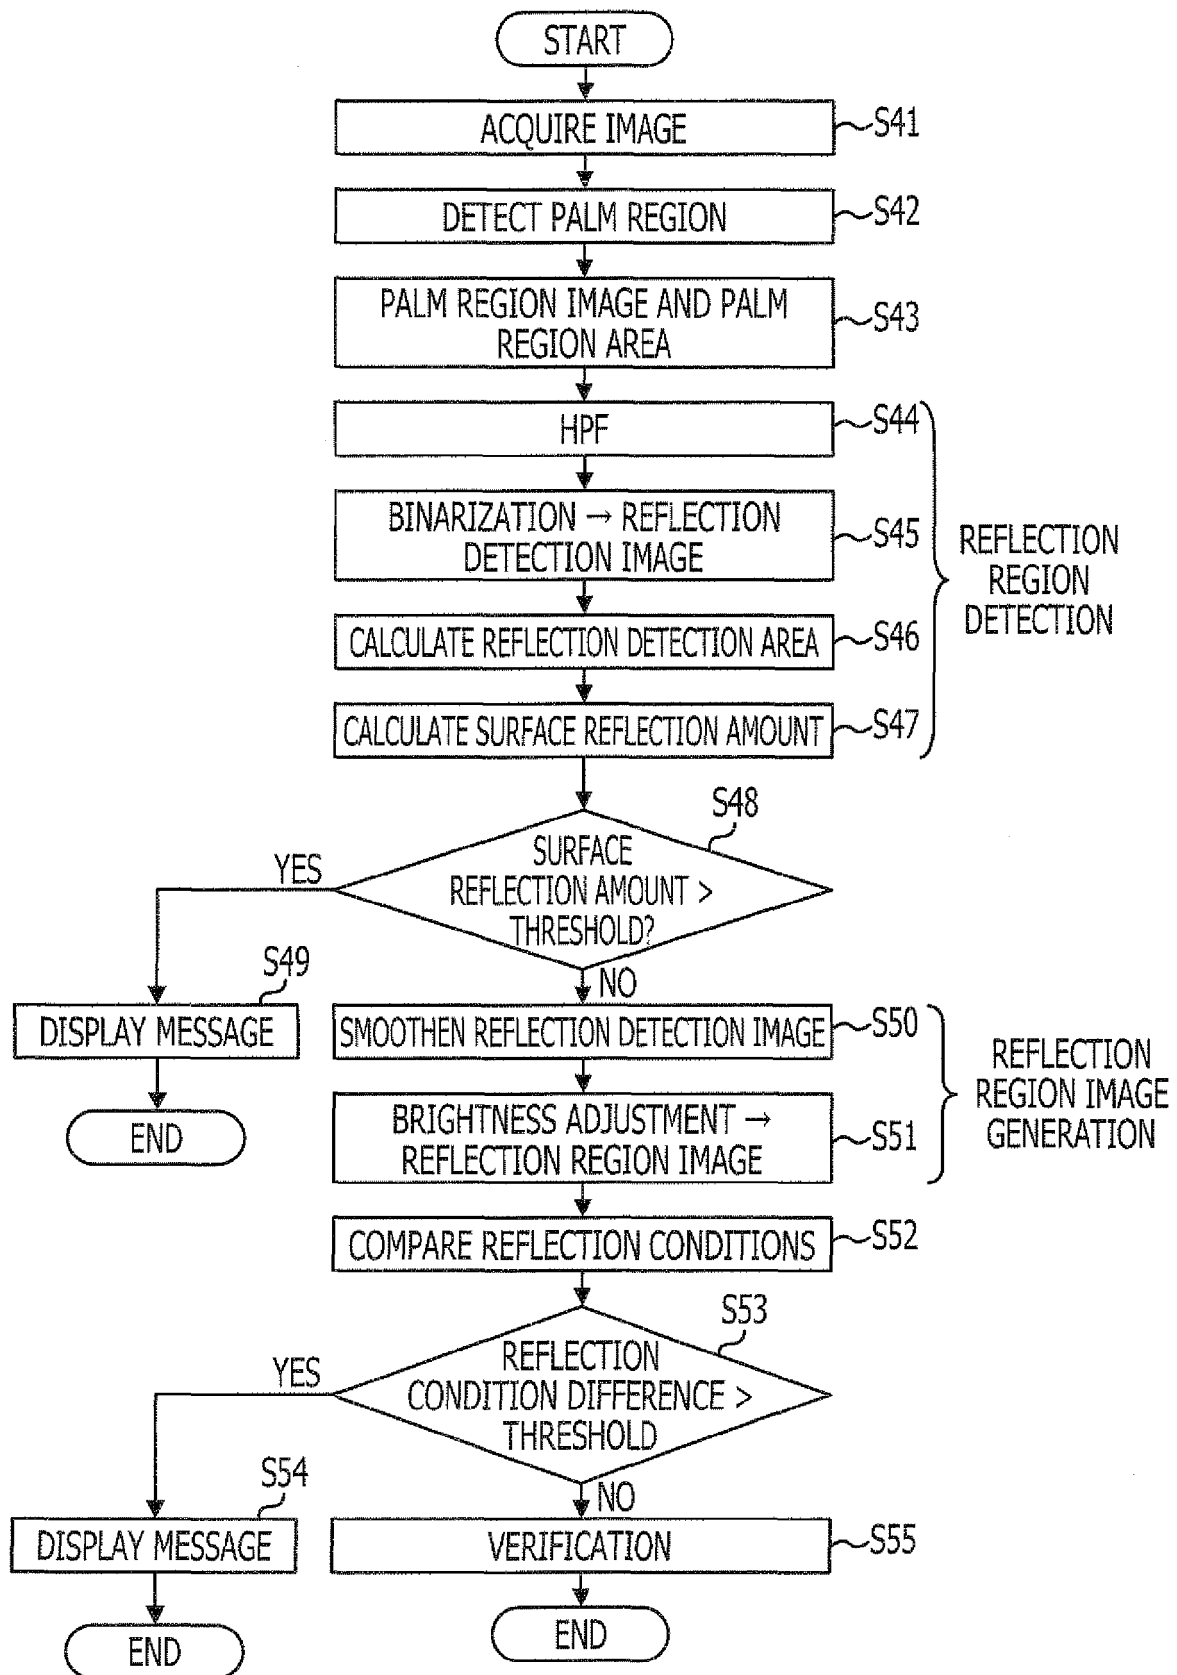 START
ACQUIRE IMAGE
S41
DETECT PALM REGION
S42
PALM REGION IMAGE AND PALM
REGION AREA
S43
HPF
S44
BINARIZATION → REFLECTION
DETECTION IMAGE
S45
CALCULATE REFLECTION DETECTION AREA
S46
CALCULATE SURFACE REFLECTION AMOUNT
S47
REFLECTION
REGION
DETECTION
S48
SURFACE
REFLECTION AMOUNT >
THRESHOLD?
YES
NO
S49
DISPLAY MESSAGE
END
SMOOTHEN REFLECTION DETECTION IMAGE
S50
BRIGHTNESS ADJUSTMENT →
REFLECTION REGION IMAGE
S51
REFLECTION
REGION IMAGE
GENERATION
COMPARE REFLECTION CONDITIONS
S52
S53
REFLECTION
CONDITION DIFFERENCE >
THRESHOLD
YES
NO
S54
DISPLAY MESSAGE
END
VERIFICATION
S55
END